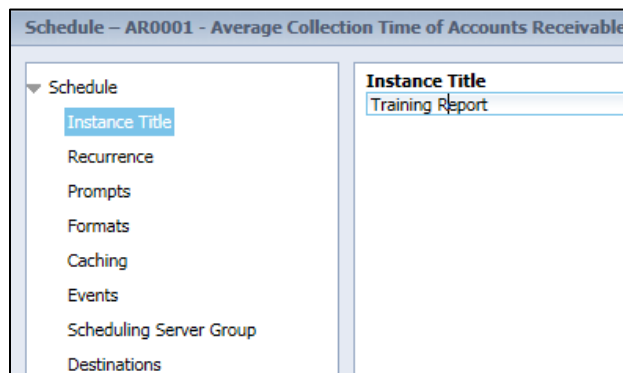 Schedule – AR0001 - Average Collection Time of Accounts Receivable
Schedule
Instance Title
Recurrence
Prompts
Formats
Caching
Events
Scheduling Server Group
Destinations
Instance Title
Training Report